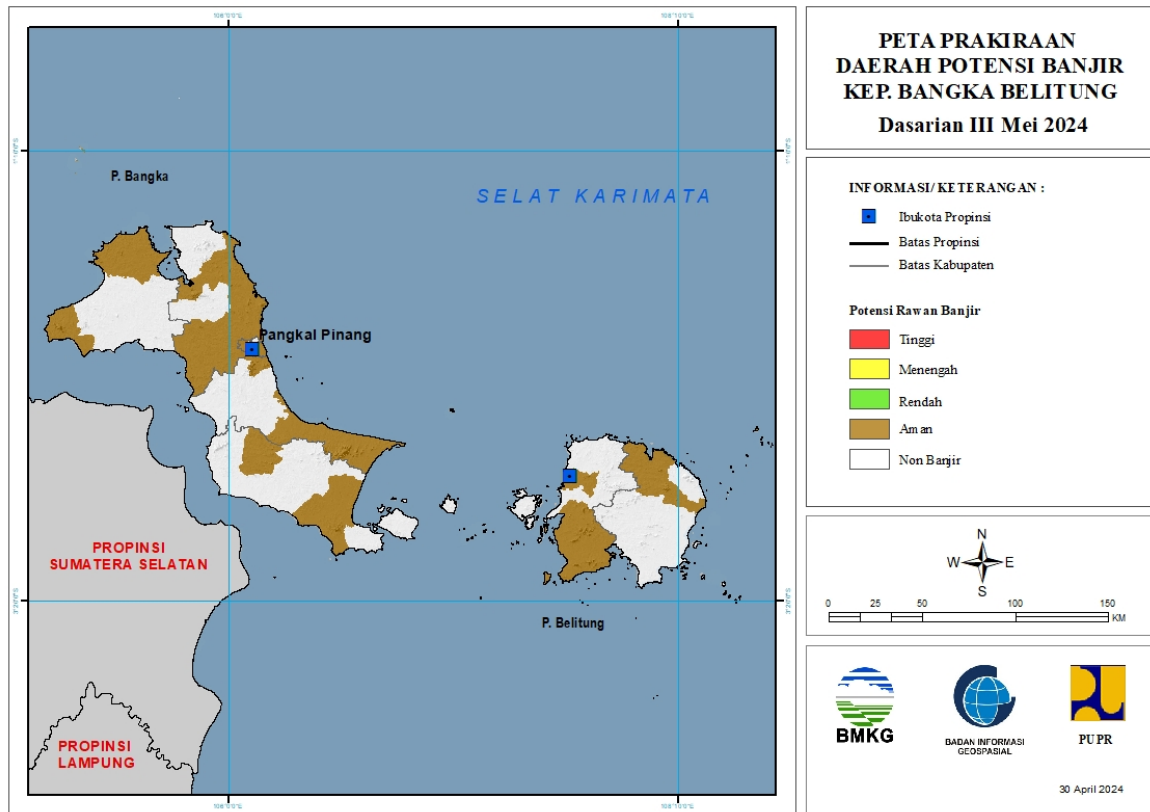 PETA PRAKIRAAN
DAERAH POTENSI BANJIR
KEP. BANGKA BELITUNG
Dasarian III Mei 2024
P. Bangka
SELAT KARIMATA
Pangkal Pinang
PROPINSI
SUMATERA SELATAN
P. Belitung
PROPINSI
LAMPUNG
INFORMASI/ KETERANGAN :
Ibukota Propinsi
Batas Propinsi
Batas Kabupaten
Potensi Rawan Banjir
Tinggi
Menengah
Rendah
Aman
Non Banjir
N
W
E
S
0 25 50 100 150
KM
BMKG
BADAN INFORMASI
GEOSPASIAL
PUPR
30 April 2024